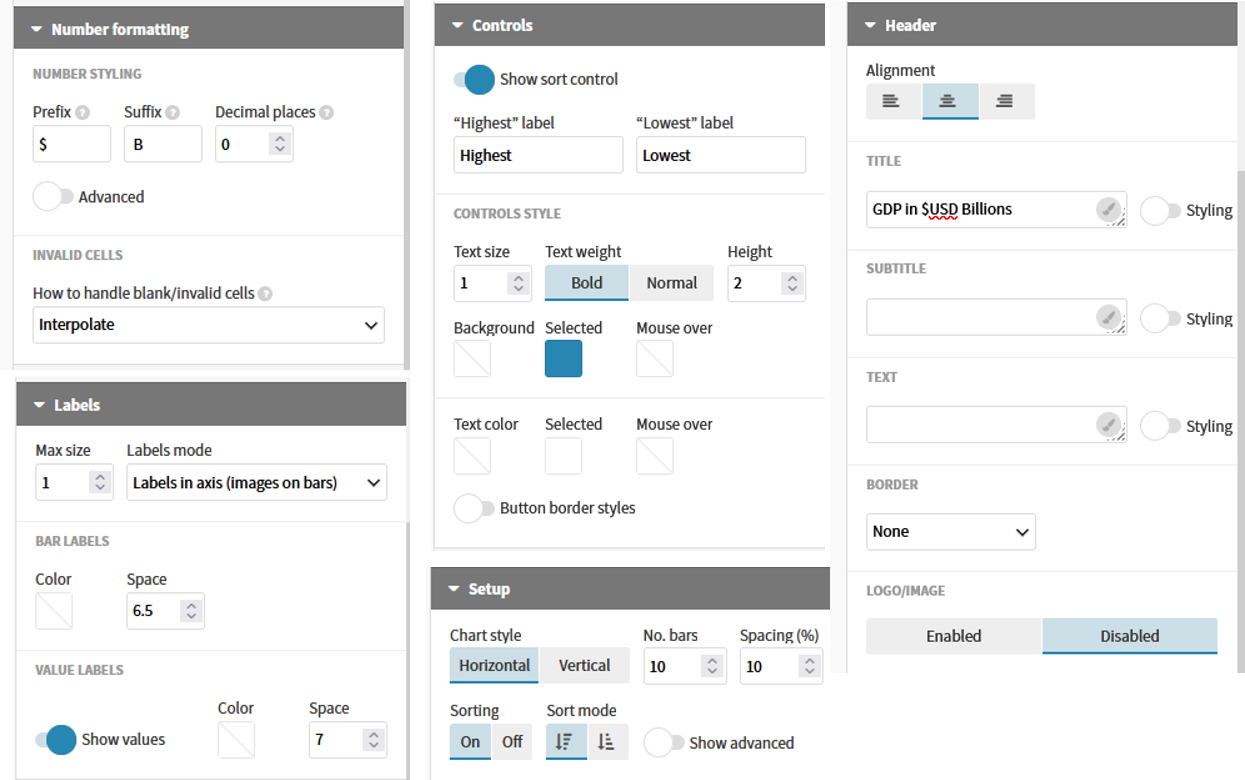 Number formatting
NUMBER STYLING
Prefix ? Suffix ? Decimal places ?
$ B 0
Advanced
INVALID CELLS
How to handle blank/invalid cells ?
Interpolate
Labels
Max size Labels mode
1 Labels in axis (images on bars)
BAR LABELS
Color Space
6.5
VALUE LABELS
Color Space
Show values 7
Controls
Show sort control
“Highest” label “Lowest” label
Highest Lowest
CONTROLS STYLE
Text size Text weight Height
1 Bold Normal 2
Background Selected Mouse over
Text color Selected Mouse over
Button border styles
Setup
Chart style No. bars Spacing (%)
Horizontal Vertical 10 10
Sorting Sort mode
On Off Show advanced
Header
Alignment
TITLE
GDP in $USD Billions Styling
SUBTITLE
Styling
TEXT
Styling
BORDER
None
LOGO/IMAGE
Enabled Disabled